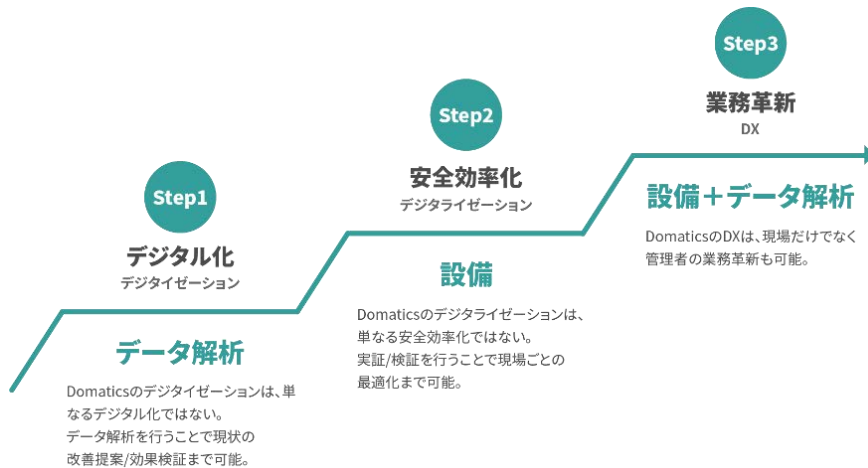 Step1
デジタル化
デジタイゼーション
データ解析
Domaticsのデジタイゼーションは、単
なるデジタル化ではない。
データ解析を行うことで現状の
改善提案/効果検証まで可能。
Step2
安全効率化
デジタライゼーション
設備
Domaticsのデジタライゼーションは、
単なる安全効率化ではない。
実証/検証を行うことで現場ごとの
最適化まで可能。
Step3
業務革新
DX
設備＋データ解析
DomaticsのDXは、現場だけでなく
管理者の業務革新も可能。